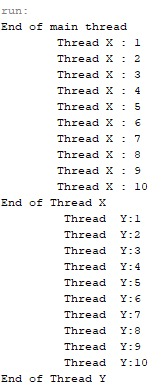 run:
End of main thread
Thread X : 1
Thread X : 2
Thread X : 3
Thread X : 4
Thread X : 5
Thread X : 6
Thread X : 7
Thread X : 8
Thread X : 9
Thread X : 10
End of Thread X
Thread  Y:1
Thread  Y:2
Thread  Y:3
Thread  Y:4
Thread  Y:5
Thread  Y:6
Thread  Y:7
Thread  Y:8
Thread  Y:9
Thread  Y:10
End of Thread Y